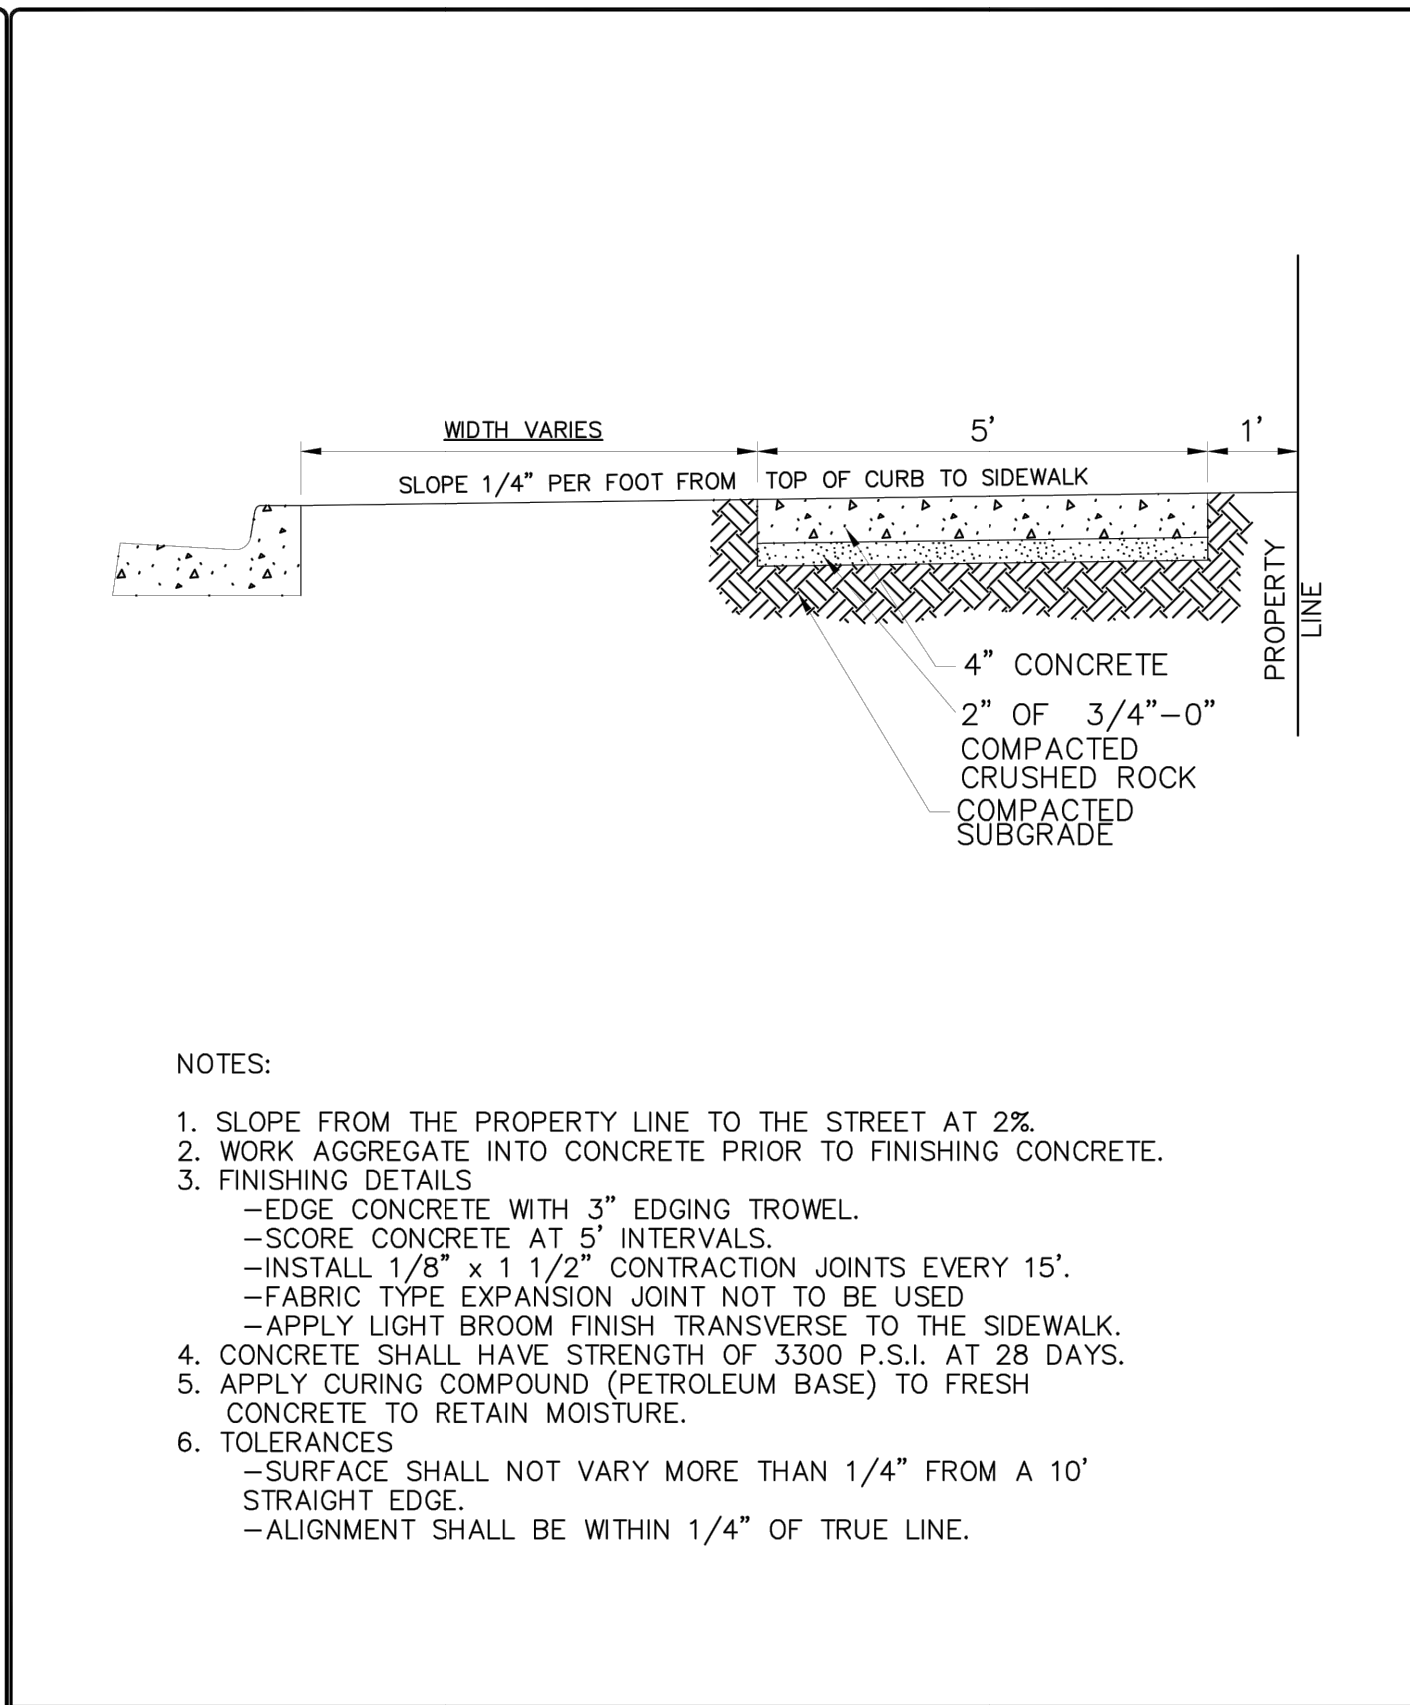 WIDTH VARIES
5'
1'
SLOPE 1/4" PER FOOT FROM TOP OF CURB TO SIDEWALK
PROPERTY
LINE
4" CONCRETE
2" OF 3/4"-0"
COMPACTED
CRUSHED ROCK
COMPACTED
SUBGRADE
NOTES:
1. SLOPE FROM THE PROPERTY LINE TO THE STREET AT 2%.
2. WORK AGGREGATE INTO CONCRETE PRIOR TO FINISHING CONCRETE.
3. FINISHING DETAILS
-EDGE CONCRETE WITH 3" EDGING TROWEL.
-SCORE CONCRETE AT 5' INTERVALS.
-INSTALL 1/8" x 1 1/2" CONTRACTION JOINTS EVERY 15'.
-FABRIC TYPE EXPANSION JOINT NOT TO BE USED
-APPLY LIGHT BROOM FINISH TRANSVERSE TO THE SIDEWALK.
4. CONCRETE SHALL HAVE STRENGTH OF 3300 P.S.I. AT 28 DAYS.
5. APPLY CURING COMPOUND (PETROLEUM BASE) TO FRESH
CONCRETE TO RETAIN MOISTURE.
6. TOLERANCES
-SURFACE SHALL NOT VARY MORE THAN 1/4" FROM A 10'
STRAIGHT EDGE.
-ALIGNMENT SHALL BE WITHIN 1/4" OF TRUE LINE.